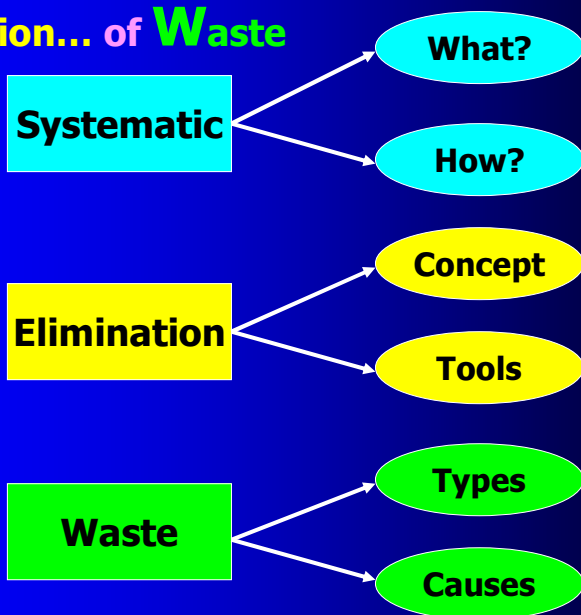 ion... of Waste
What?
Systematic
How?
Concept
Elimination
Tools
Types
Waste
Causes